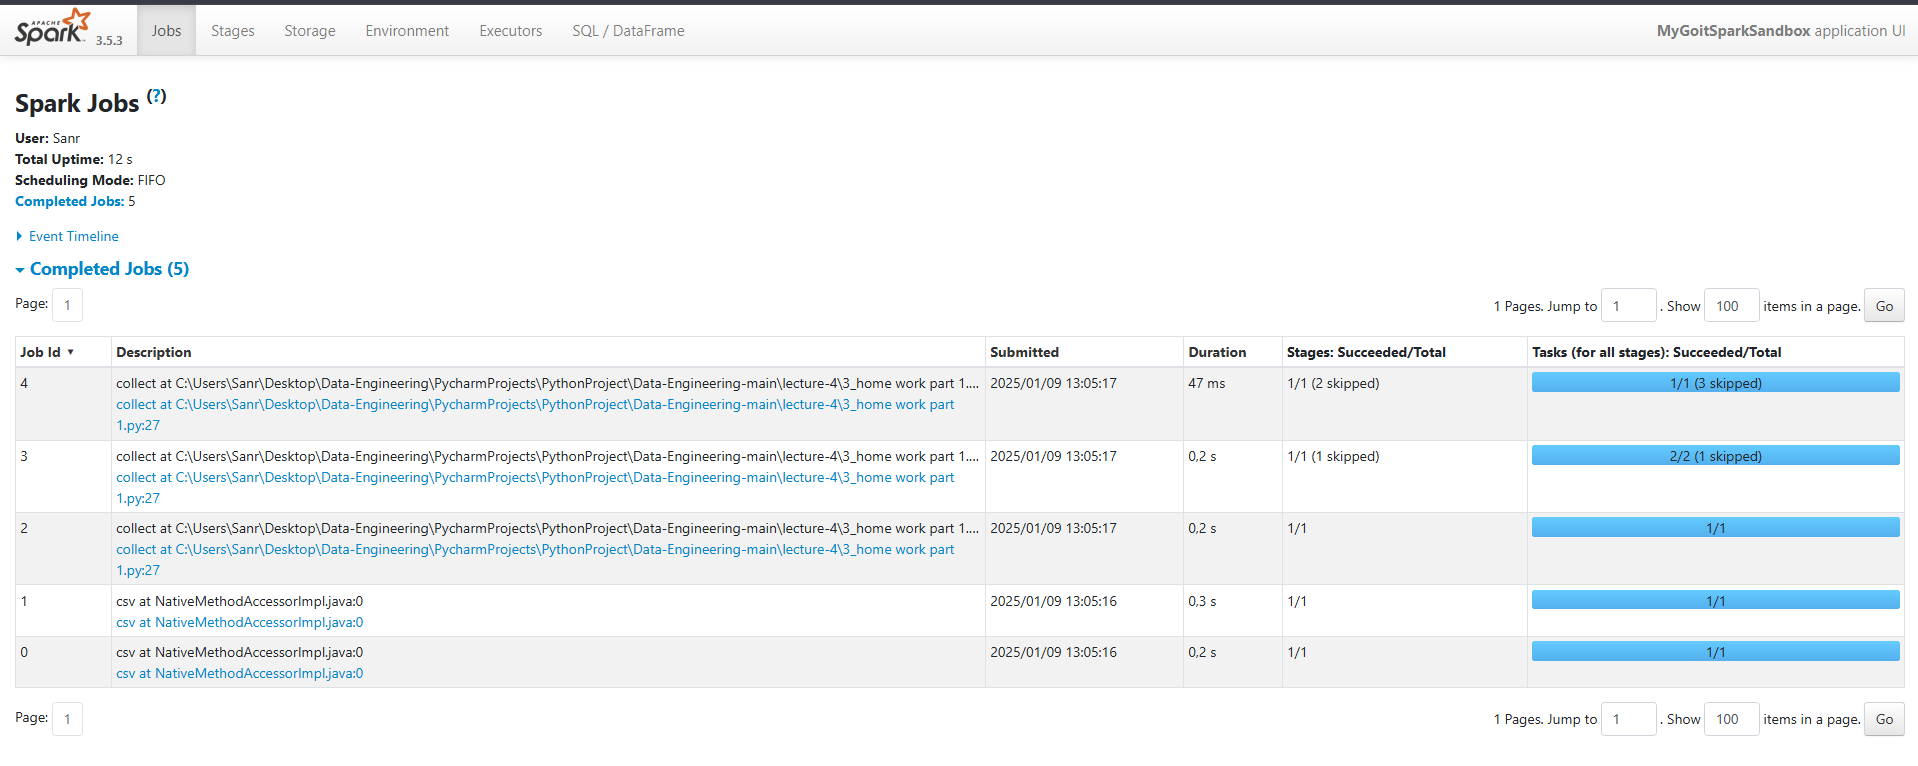 APACHE
Spark 3.5.3 Jobs Stages Storage Environment Executors SQL / DataFrame MyGoitSparkSandbox application UI
Spark Jobs (?)
User: Sanr
Total Uptime: 12 s
Scheduling Mode: FIFO
Completed Jobs: 5
Event Timeline
Completed Jobs (5)
Page: 1 1 Pages. Jump to 1 . Show 100 items in a page. Go
Job Id ▾ Description Submitted Duration Stages: Succeeded/Total Tasks (for all stages): Succeeded/Total
4 collect at C:\Users\Sanr\Desktop\Data-Engineering\PycharmProjects\PythonProject\Data-Engineering-main\lecture-4\3_home work part 1.... 2025/01/09 13:05:17 47 ms 1/1 (2 skipped) 1/1 (3 skipped)
collect at C:\Users\Sanr\Desktop\Data-Engineering\PycharmProjects\PythonProject\Data-Engineering-main\lecture-4\3_home work part
1.py:27
3 collect at C:\Users\Sanr\Desktop\Data-Engineering\PycharmProjects\PythonProject\Data-Engineering-main\lecture-4\3_home work part 1.... 2025/01/09 13:05:17 0,2 s 1/1 (1 skipped) 2/2 (1 skipped)
collect at C:\Users\Sanr\Desktop\Data-Engineering\PycharmProjects\PythonProject\Data-Engineering-main\lecture-4\3_home work part
1.py:27
2 collect at C:\Users\Sanr\Desktop\Data-Engineering\PycharmProjects\PythonProject\Data-Engineering-main\lecture-4\3_home work part 1.... 2025/01/09 13:05:17 0,2 s 1/1 1/1
collect at C:\Users\Sanr\Desktop\Data-Engineering\PycharmProjects\PythonProject\Data-Engineering-main\lecture-4\3_home work part
1.py:27
1 csv at NativeMethodAccessorImpl.java:0 2025/01/09 13:05:16 0,3 s 1/1 1/1
csv at NativeMethodAccessorImpl.java:0
0 csv at NativeMethodAccessorImpl.java:0 2025/01/09 13:05:16 0,2 s 1/1 1/1
csv at NativeMethodAccessorImpl.java:0
Page: 1 1 Pages. Jump to 1 . Show 100 items in a page. Go